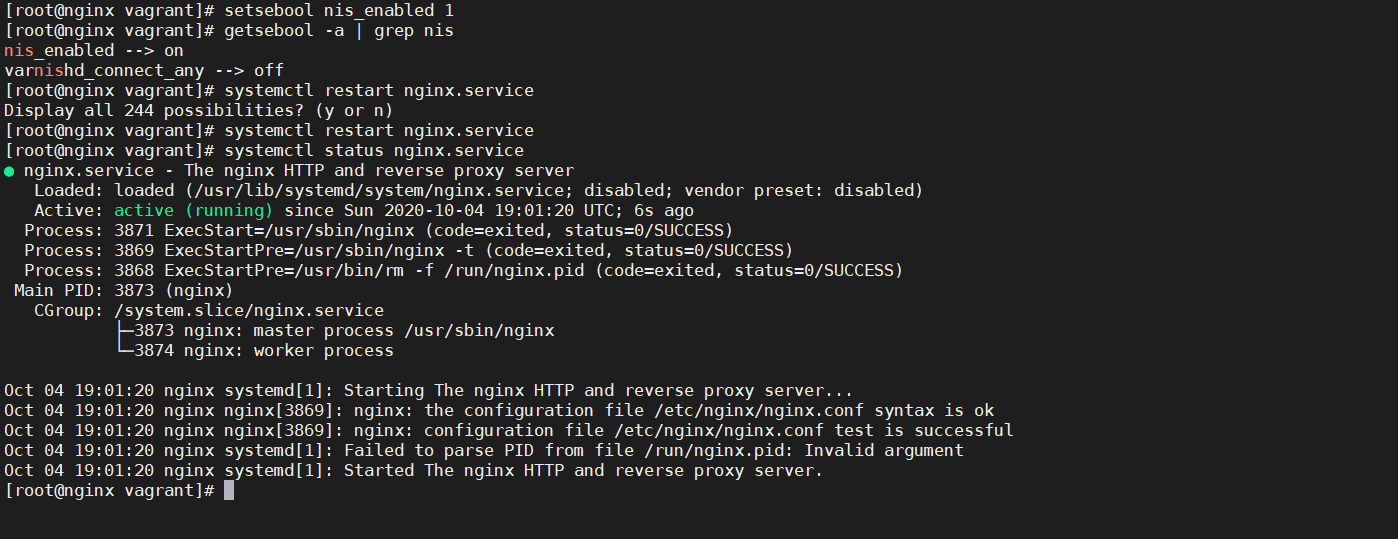 [root@nginx vagrant]# setsebool nis_enabled 1
[root@nginx vagrant]# getsebool -a | grep nis
nis_enabled --> on
varnishd_connect_any --> off
[root@nginx vagrant]# systemctl restart nginx.service
Display all 244 possibilities? (y or n)
[root@nginx vagrant]# systemctl restart nginx.service
[root@nginx vagrant]# systemctl status nginx.service
● nginx.service - The nginx HTTP and reverse proxy server
   Loaded: loaded (/usr/lib/systemd/system/nginx.service; disabled; vendor preset: disabled)
   Active: active (running) since Sun 2020-10-04 19:01:20 UTC; 6s ago
  Process: 3871 ExecStart=/usr/sbin/nginx (code=exited, status=0/SUCCESS)
  Process: 3869 ExecStartPre=/usr/sbin/nginx -t (code=exited, status=0/SUCCESS)
  Process: 3868 ExecStartPre=/usr/bin/rm -f /run/nginx.pid (code=exited, status=0/SUCCESS)
 Main PID: 3873 (nginx)
   CGroup: /system.slice/nginx.service
           ├─3873 nginx: master process /usr/sbin/nginx
           └─3874 nginx: worker process
Oct 04 19:01:20 nginx systemd[1]: Starting The nginx HTTP and reverse proxy server...
Oct 04 19:01:20 nginx nginx[3869]: nginx: the configuration file /etc/nginx/nginx.conf syntax is ok
Oct 04 19:01:20 nginx nginx[3869]: nginx: configuration file /etc/nginx/nginx.conf test is successful
Oct 04 19:01:20 nginx systemd[1]: Failed to parse PID from file /run/nginx.pid: Invalid argument
Oct 04 19:01:20 nginx systemd[1]: Started The nginx HTTP and reverse proxy server.
[root@nginx vagrant]#